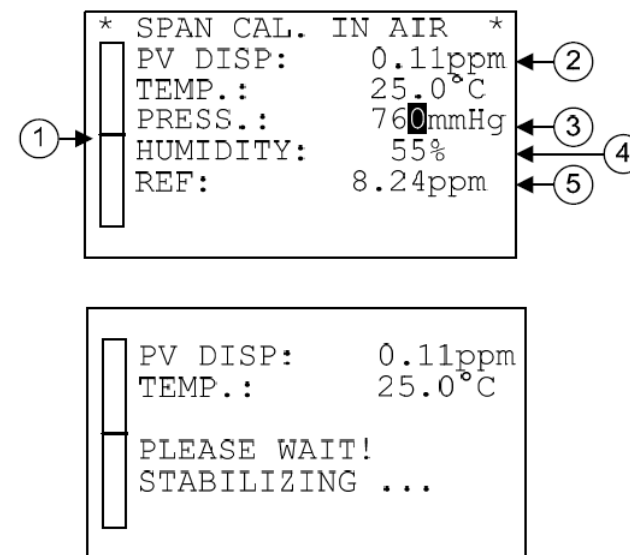 * SPAN CAL. IN AIR *
PV DISP: 0.11ppm
2
TEMP.: 25.0°C
1
PRESS.: 760mmHg
3
HUMIDITY: 55%
4
REF: 8.24ppm
5
PV DISP: 0.11ppm
TEMP.: 25.0°C
PLEASE WAIT!
STABILIZING ...